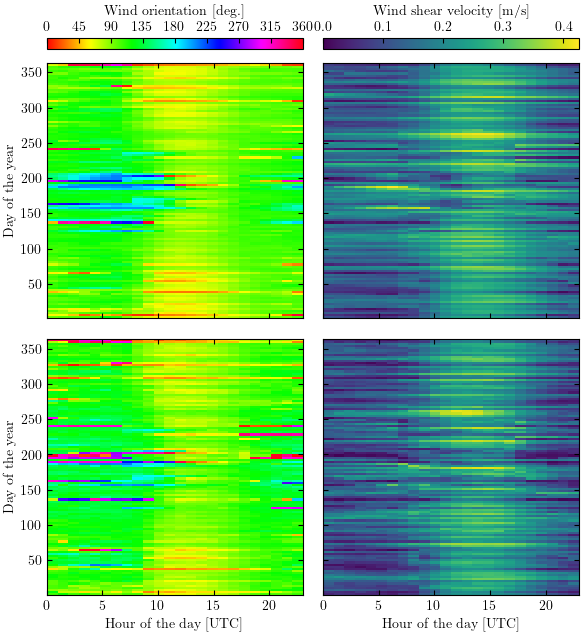 Wind orientation [deg.]
Wind shear velocity [m/s]
0 45 90 135 180 225 270 315 360
0.0 0.1 0.2 0.3 0.4
350
300
250
200
150
100
50
Day of the year
350
300
250
200
150
100
50
Day of the year
0 5 10 15 20
0 5 10 15 20
Hour of the day [UTC]
Hour of the day [UTC]